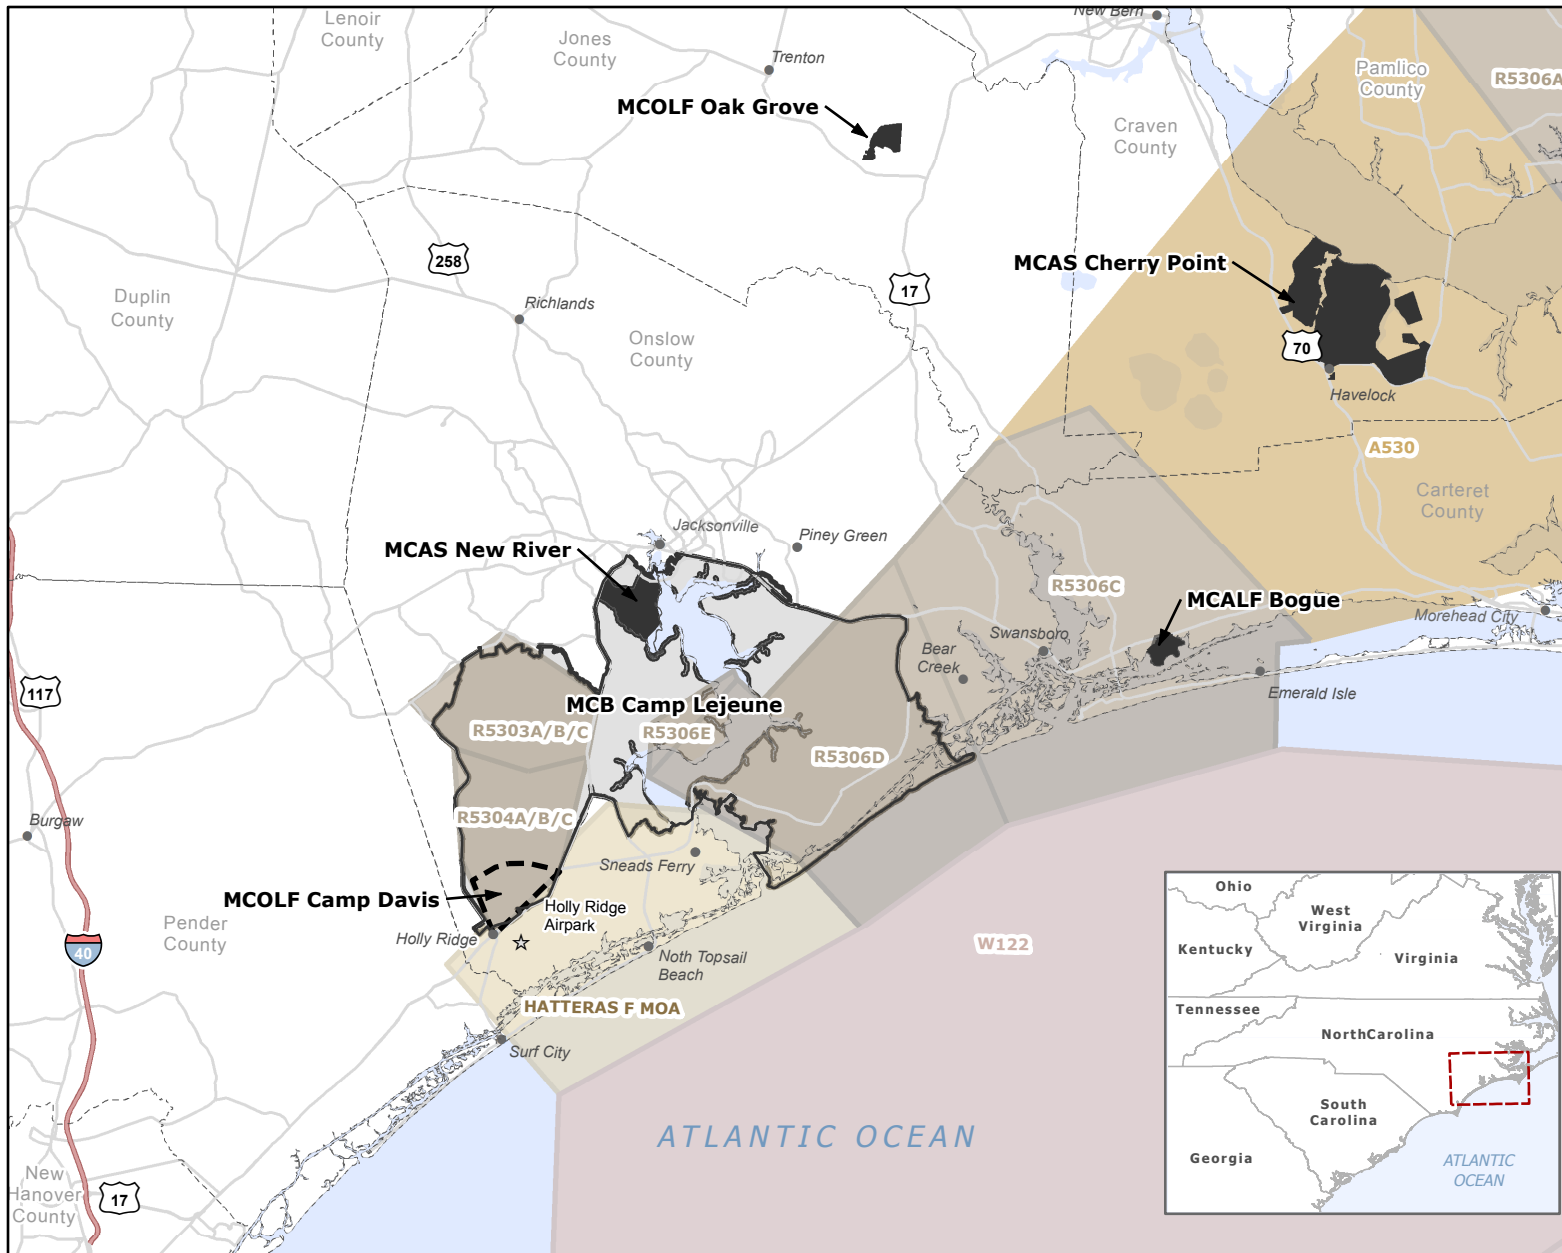 Lenoir
County
Jones
County
Trenton
New Bern
Pamlico
County
R5306A
MCOLF Oak Grove
Craven
County
258
17
MCAS Cherry Point
Duplin
County
Richlands
Onslow
County
70
Havelock
A530
Carteret
County
Jacksonville
Piney Green
MCAS New River
R5306C
MCALF Bogue
Morehead City
Swansboro
Bear
Creek
Emerald Isle
117
MCB Camp Lejeune
R5303A/B/C
R5306E
R5306D
R5304A/B/C
Burgaw
Sneads Ferry
MCOLF Camp Davis
Holly Ridge
Airpark
Pender
County
Holly Ridge
40
Noth Topsail
Beach
W122
HATTERAS F MOA
Surf City
ATLANTIC OCEAN
New
Hanover
County
17
Ohio
West
Virginia
Kentucky
Virginia
Tennessee
NorthCarolina
South
Carolina
Georgia
ATLANTIC
OCEAN